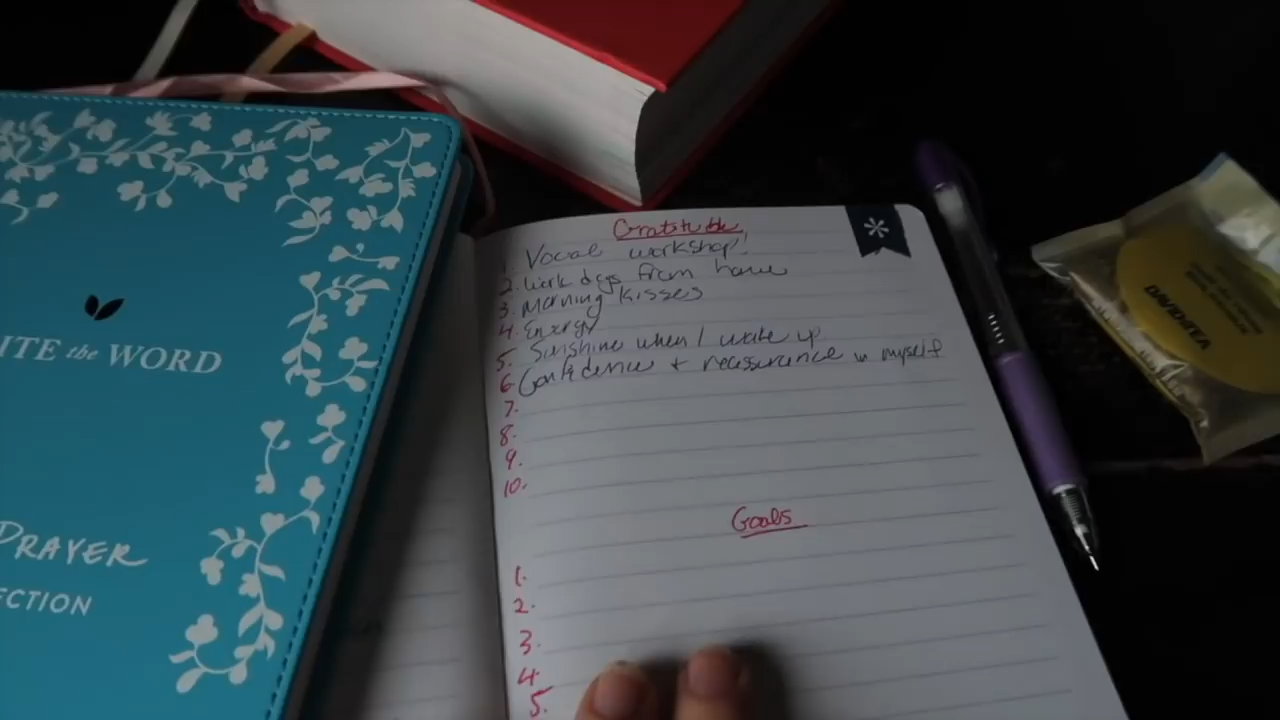 ITE the WORD
PRAYER
ECTION
Gratitude
1. Vocal workshop!
2. Work days from home
3. Morning Kisses
4. Energy
5. Sunshine when I wake up
6. Confidence + reassurance in myself
7.
8.
9.
10.
Goals
1.
2.
3.
4.
5.
DAVIDsTEA